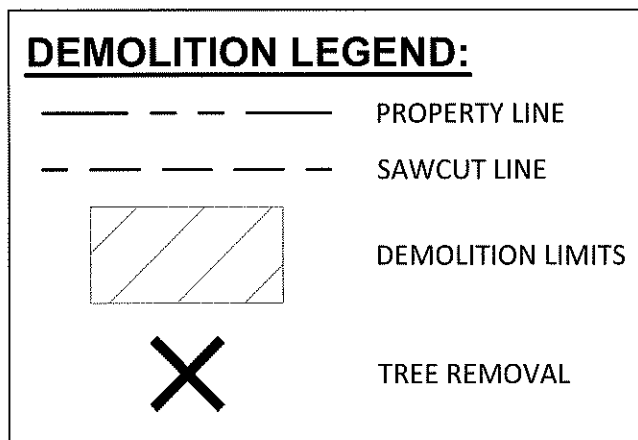 DEMOLITION LEGEND:
PROPERTY LINE
SAWCUT LINE
DEMOLITION LIMITS
TREE REMOVAL